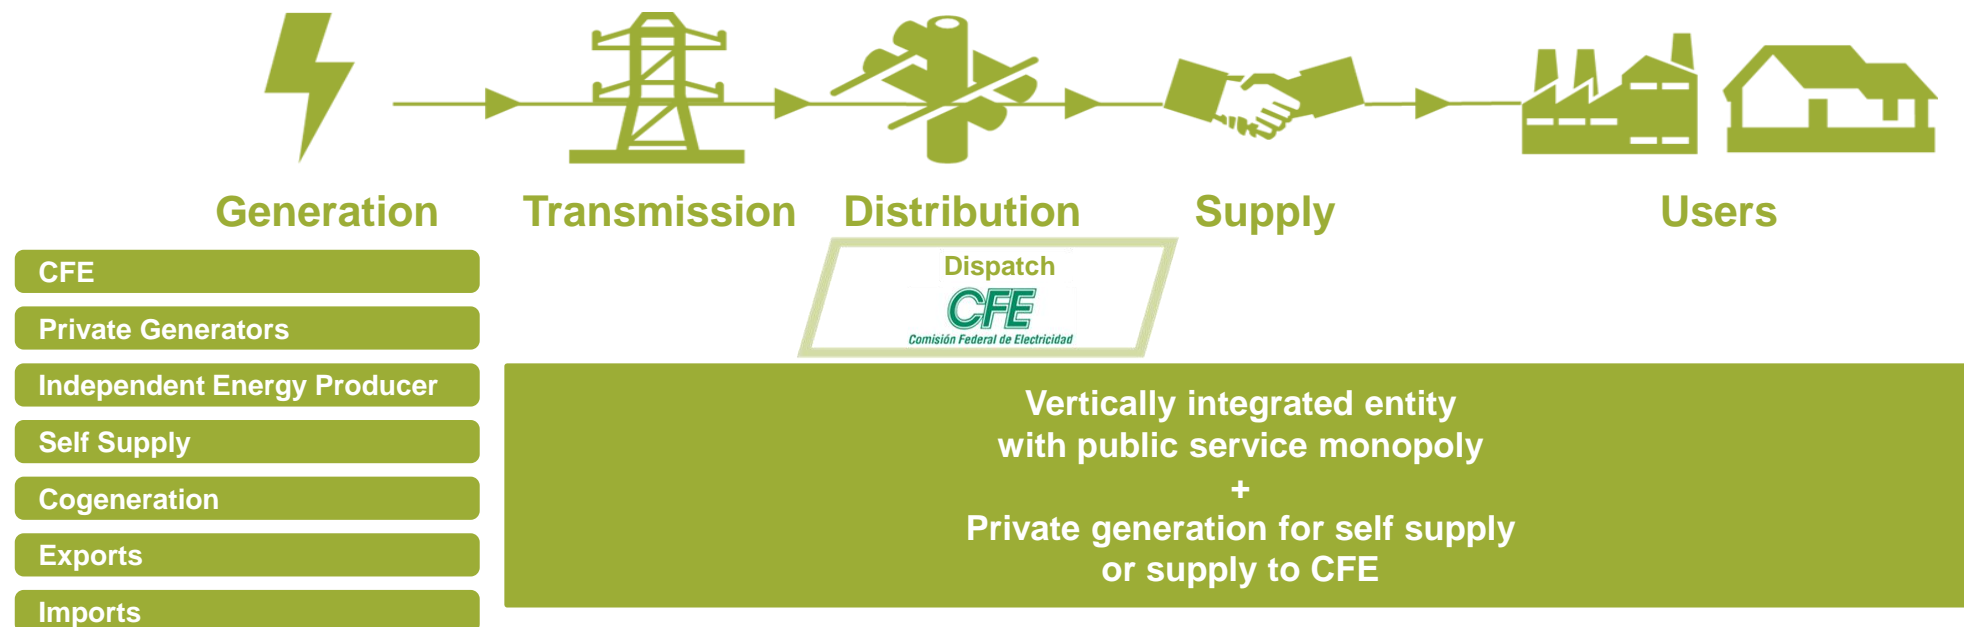 Generation
Transmission
Distribution
Supply
Users
CFE
Private Generators
Independent Energy Producer
Self Supply
Cogeneration
Exports
Imports
Dispatch
CFE
Comisión Federal de Electricidad
Vertically integrated entity
with public service monopoly
+
Private generation for self supply
or supply to CFE